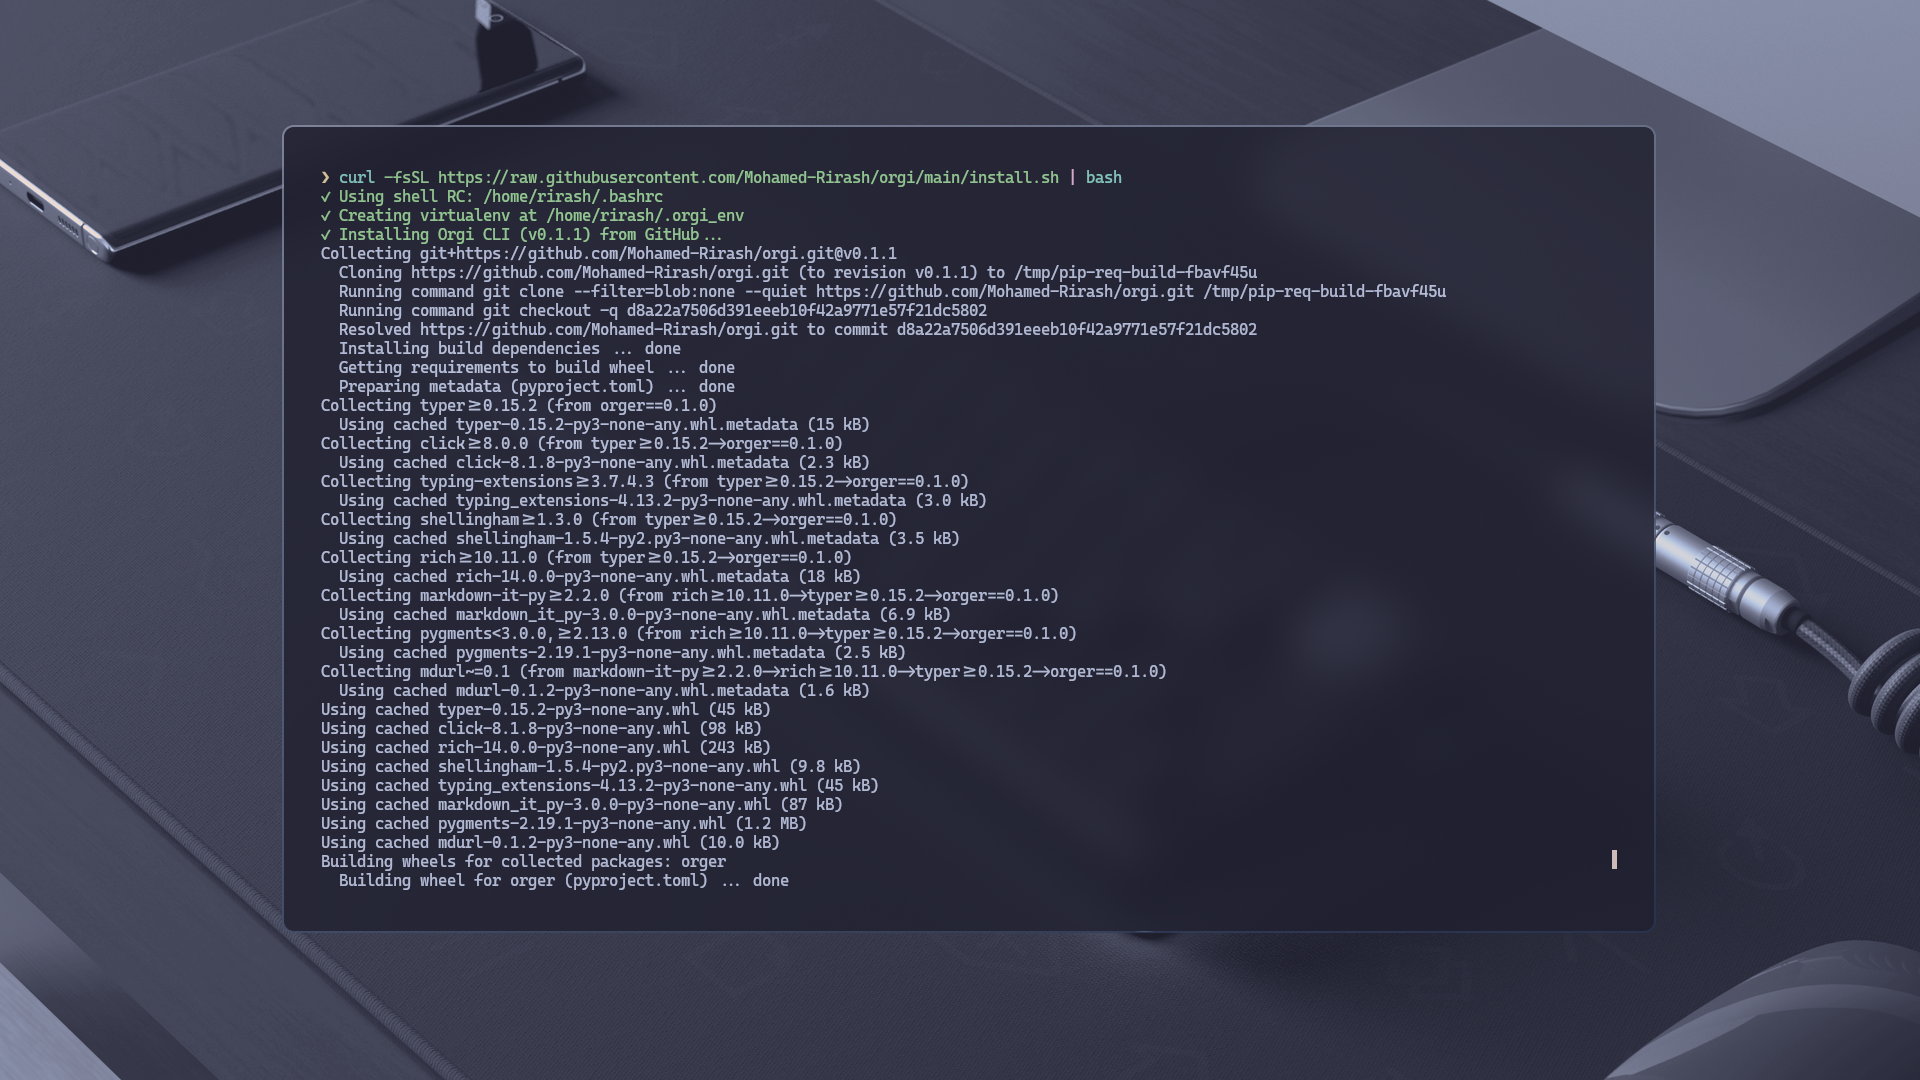 ❯ curl -fsSL https://raw.githubusercontent.com/Mohamed-Rirash/orgi/main/install.sh | bash
✓ Using shell RC: /home/rirash/.bashrc
✓ Creating virtualenv at /home/rirash/.orgi_env
✓ Installing Orgi CLI (v0.1.1) from GitHub...
Collecting git+https://github.com/Mohamed-Rirash/orgi.git@v0.1.1
  Cloning https://github.com/Mohamed-Rirash/orgi.git (to revision v0.1.1) to /tmp/pip-req-build-fbavf45u
  Running command git clone --filter=blob:none --quiet https://github.com/Mohamed-Rirash/orgi.git /tmp/pip-req-build-fbavf45u
  Running command git checkout -q d8a22a7506d391eeeb10f42a9771e57f21dc5802
  Resolved https://github.com/Mohamed-Rirash/orgi.git to commit d8a22a7506d391eeeb10f42a9771e57f21dc5802
  Installing build dependencies ... done
  Getting requirements to build wheel ... done
  Preparing metadata (pyproject.toml) ... done
Collecting typer≥0.15.2 (from orger==0.1.0)
  Using cached typer-0.15.2-py3-none-any.whl.metadata (15 kB)
Collecting click≥8.0.0 (from typer≥0.15.2→orger==0.1.0)
  Using cached click-8.1.8-py3-none-any.whl.metadata (2.3 kB)
Collecting typing-extensions≥3.7.4.3 (from typer≥0.15.2→orger==0.1.0)
  Using cached typing_extensions-4.13.2-py3-none-any.whl.metadata (3.0 kB)
Collecting shellingham≥1.3.0 (from typer≥0.15.2→orger==0.1.0)
  Using cached shellingham-1.5.4-py2.py3-none-any.whl.metadata (3.5 kB)
Collecting rich≥10.11.0 (from typer≥0.15.2→orger==0.1.0)
  Using cached rich-14.0.0-py3-none-any.whl.metadata (18 kB)
Collecting markdown-it-py≥2.2.0 (from rich≥10.11.0→typer≥0.15.2→orger==0.1.0)
  Using cached markdown_it_py-3.0.0-py3-none-any.whl.metadata (6.9 kB)
Collecting pygments<3.0.0,≥2.13.0 (from rich≥10.11.0→typer≥0.15.2→orger==0.1.0)
  Using cached pygments-2.19.1-py3-none-any.whl.metadata (2.5 kB)
Collecting mdurl~=0.1 (from markdown-it-py≥2.2.0→rich≥10.11.0→typer≥0.15.2→orger==0.1.0)
  Using cached mdurl-0.1.2-py3-none-any.whl.metadata (1.6 kB)
Using cached typer-0.15.2-py3-none-any.whl (45 kB)
Using cached click-8.1.8-py3-none-any.whl (98 kB)
Using cached rich-14.0.0-py3-none-any.whl (243 kB)
Using cached shellingham-1.5.4-py2.py3-none-any.whl (9.8 kB)
Using cached typing_extensions-4.13.2-py3-none-any.whl (45 kB)
Using cached markdown_it_py-3.0.0-py3-none-any.whl (87 kB)
Using cached pygments-2.19.1-py3-none-any.whl (1.2 MB)
Using cached mdurl-0.1.2-py3-none-any.whl (10.0 kB)
Building wheels for collected packages: orger
  Building wheel for orger (pyproject.toml) ... done